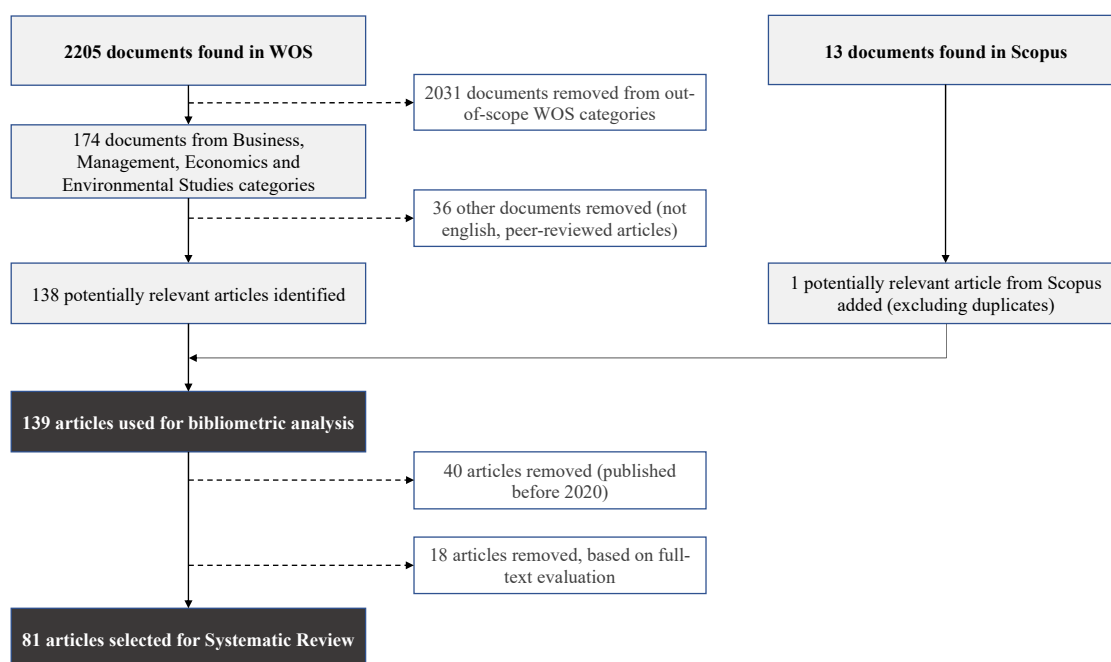 2205 documents found in WOS
13 documents found in Scopus
2031 documents removed from out-
of-scope WOS categories
174 documents from Business,
Management, Economics and
Environmental Studies categories
36 other documents removed (not
english, peer-reviewed articles)
138 potentially relevant articles identified
1 potentially relevant article from Scopus
added (excluding duplicates)
139 articles used for bibliometric analysis
40 articles removed (published
before 2020)
18 articles removed, based on full-
text evaluation
81 articles selected for Systematic Review